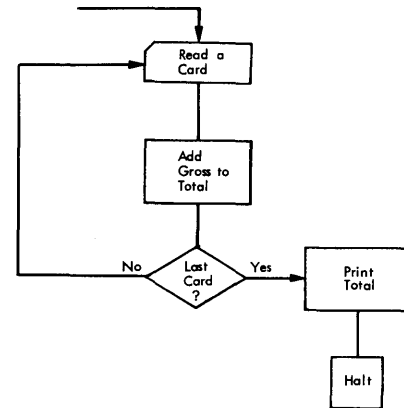 Read a
Card
Add
Gross to
Total
No
Last
Card
?
Yes
Print
Total
Halt